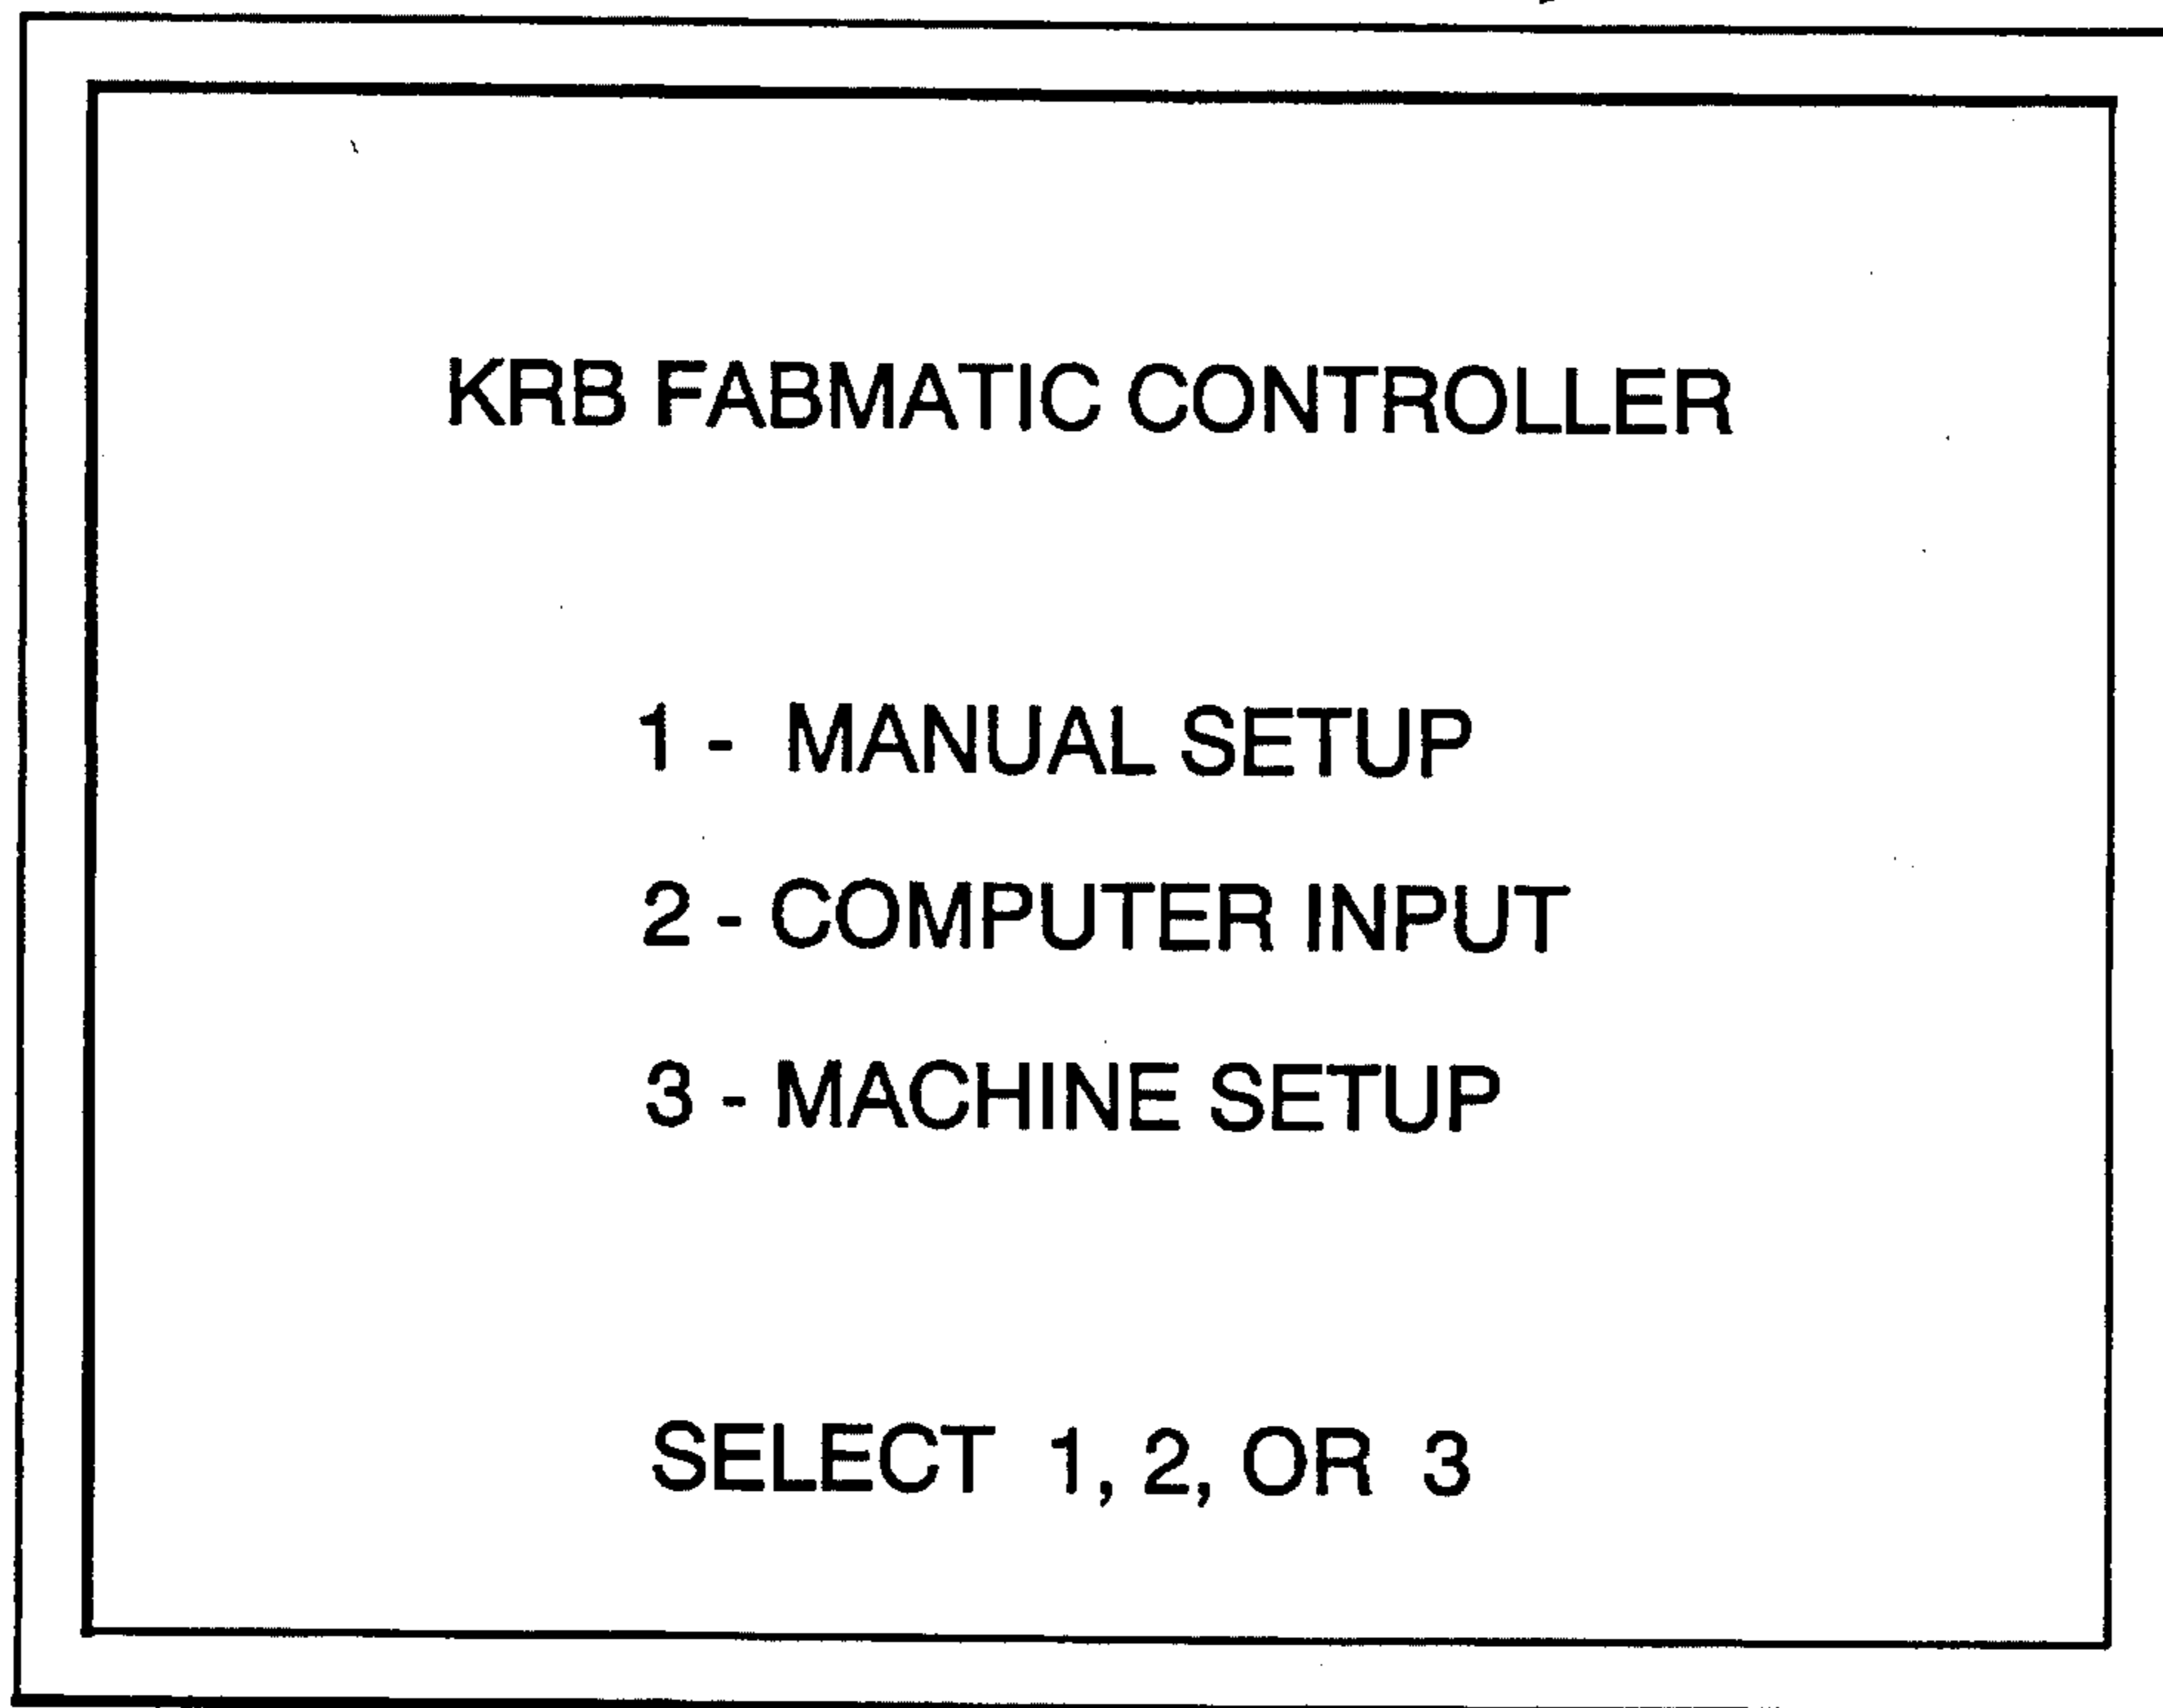 KRB FABMATIC CONTROLLER
1 - MANUAL SETUP
2 - COMPUTER INPUT
3 - MACHINE SETUP
SELECT 1, 2, OR 3